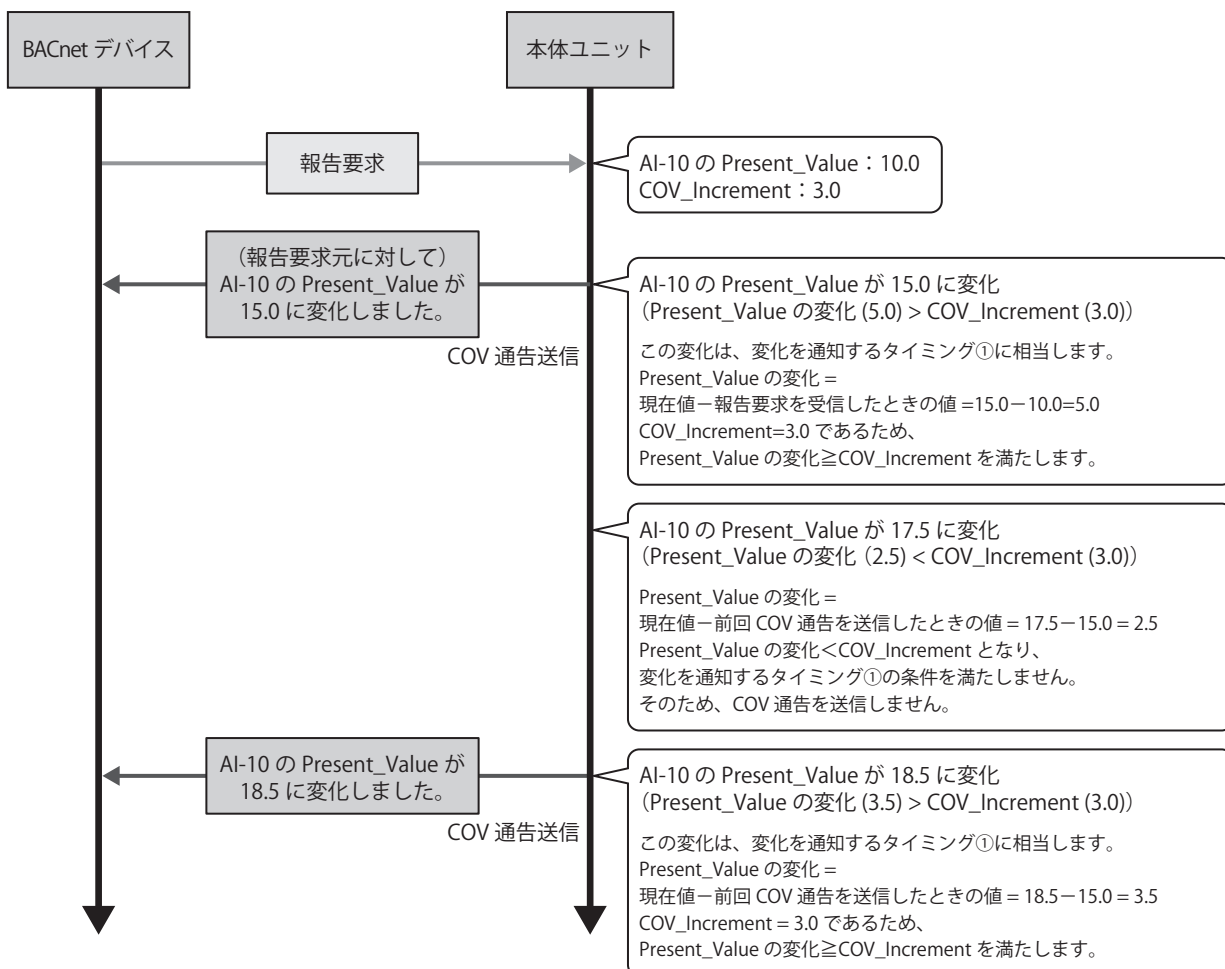 BACnet デバイス
本体ユニット
報告要求
AI-10 の Present_Value：10.0
COV_Increment：3.0
（報告要求元に対して）
AI-10 の Present_Value が
15.0 に変化しました。
COV 通告送信
AI-10 の Present_Value が 15.0 に変化
（Present_Value の変化 (5.0) > COV_Increment (3.0)）
この変化は、変化を通知するタイミング①に相当します。
Present_Value の変化 =
現在値－報告要求を受信したときの値 =15.0－10.0=5.0
COV_Increment=3.0 であるため、
Present_Value の変化≧COV_Increment を満たします。
AI-10 の Present_Value が 17.5 に変化
（Present_Value の変化（2.5) < COV_Increment (3.0)）
Present_Value の変化 =
現在値－前回 COV 通告を送信したときの値 = 17.5－15.0 = 2.5
Present_Value の変化＜COV_Increment となり、
変化を通知するタイミング①の条件を満たしません。
そのため、COV 通告を送信しません。
AI-10 の Present_Value が
18.5 に変化しました。
COV 通告送信
AI-10 の Present_Value が 18.5 に変化
（Present_Value の変化 (3.5) > COV_Increment (3.0)）
この変化は、変化を通知するタイミング①に相当します。
Present_Value の変化 =
現在値－前回 COV 通告を送信したときの値 = 18.5－15.0 = 3.5
COV_Increment = 3.0 であるため、
Present_Value の変化≧COV_Increment を満たします。